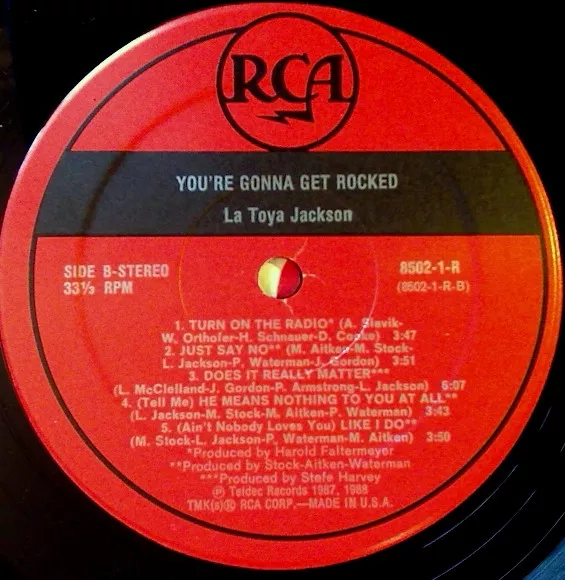 RCA
YOU'RE GONNA GET ROCKED
La Toya Jackson
SIDE B-STEREO
33⅓ RPM
8502-1-R
(8502-1-R-B)
1. TURN ON THE RADIO* (A. Slavik-
W. Orthofer-H. Schnauer-D. Cooke) 3:47
2. JUST SAY NO** (M. Aitken-M. Stock-
L. Jackson-P. Waterman-J. Gordon) 3:51
3. DOES IT REALLY MATTER***
(L. McClelland-J. Gordon-P. Armstrong-L. Jackson) 6:07
4. (Tell Me) HE MEANS NOTHING TO YOU AT ALL**
(L. Jackson-M. Stock-M. Aitken-P. Waterman) 3:43
5. (Ain't Nobody Loves You) LIKE I DO**
(M. Stock-L. Jackson-P. Waterman-M. Aitken) 3:50
*Produced by Harold Faltermeyer
**Produced by Stock-Aitken-Waterman
***Produced by Stefe Harvey
℗ Teldec Records 1987, 1988
TMK(s)® RCA CORP.—MADE IN U.S.A.